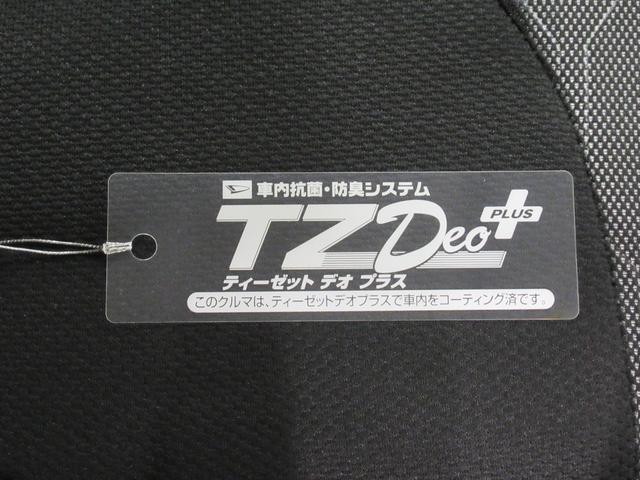 車内抗菌・防臭システム
TZ Deo PLUS
ティーゼット デオ プラス
このクルマは、ティーゼットデオプラスで車内をコーティング済です。